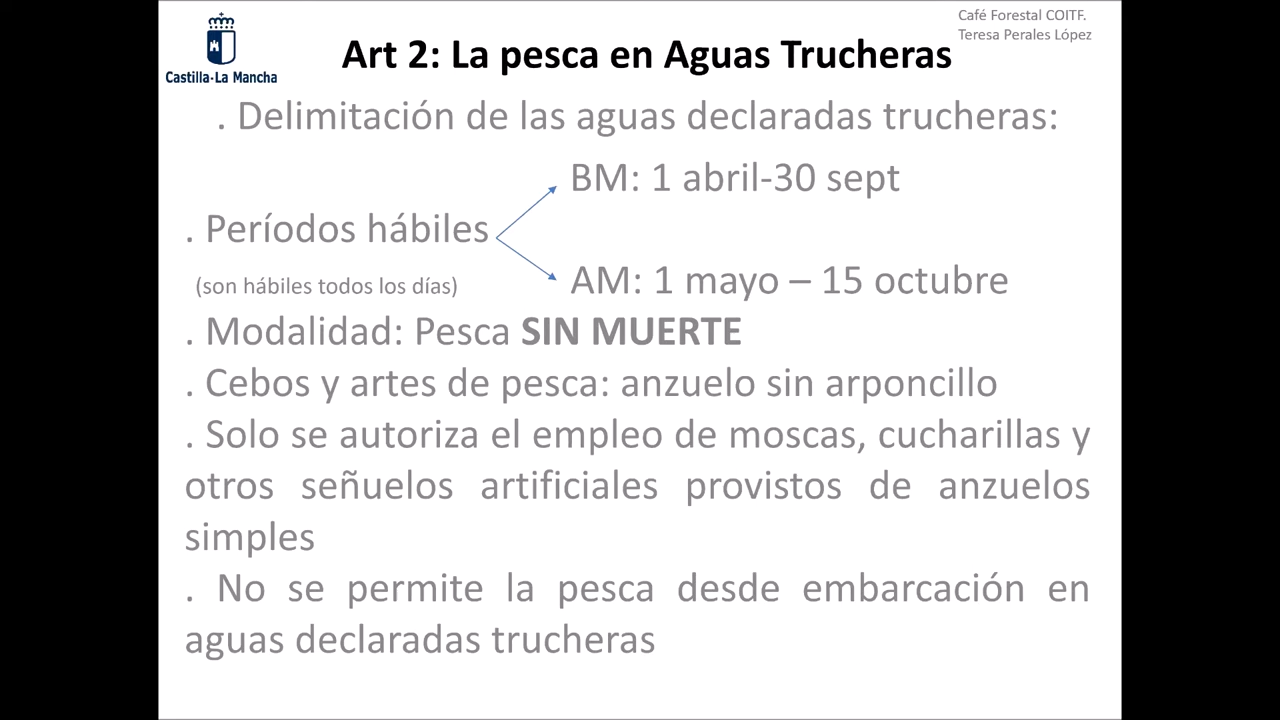 Café Forestal COITF.
Teresa Perales López
Castilla-La Mancha
Art 2: La pesca en Aguas Trucheras
. Delimitación de las aguas declaradas trucheras:
BM: 1 abril-30 sept
. Períodos hábiles
(son hábiles todos los días)
AM: 1 mayo – 15 octubre
. Modalidad: Pesca SIN MUERTE
. Cebos y artes de pesca: anzuelo sin arponcillo
. Solo se autoriza el empleo de moscas, cucharillas y
otros señuelos artificiales provistos de anzuelos
simples
. No se permite la pesca desde embarcación en
aguas declaradas trucheras